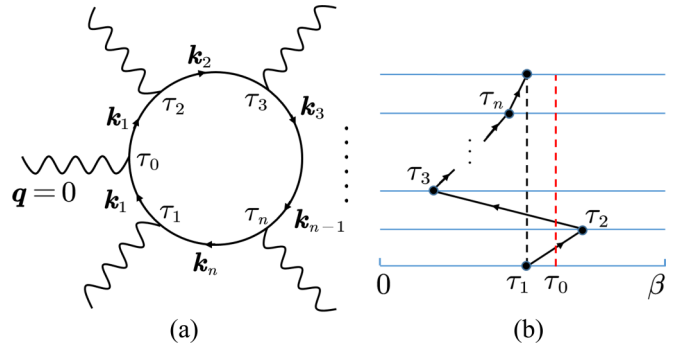 k₂
τ₂
τ₃
k₁
k₃
τ₀
q = 0
k₁
τ₁
τₙ
kₙ₋₁
kₙ
(a)
τₙ
τ₃
τ₂
0
τ₁
τ₀
β
(b)